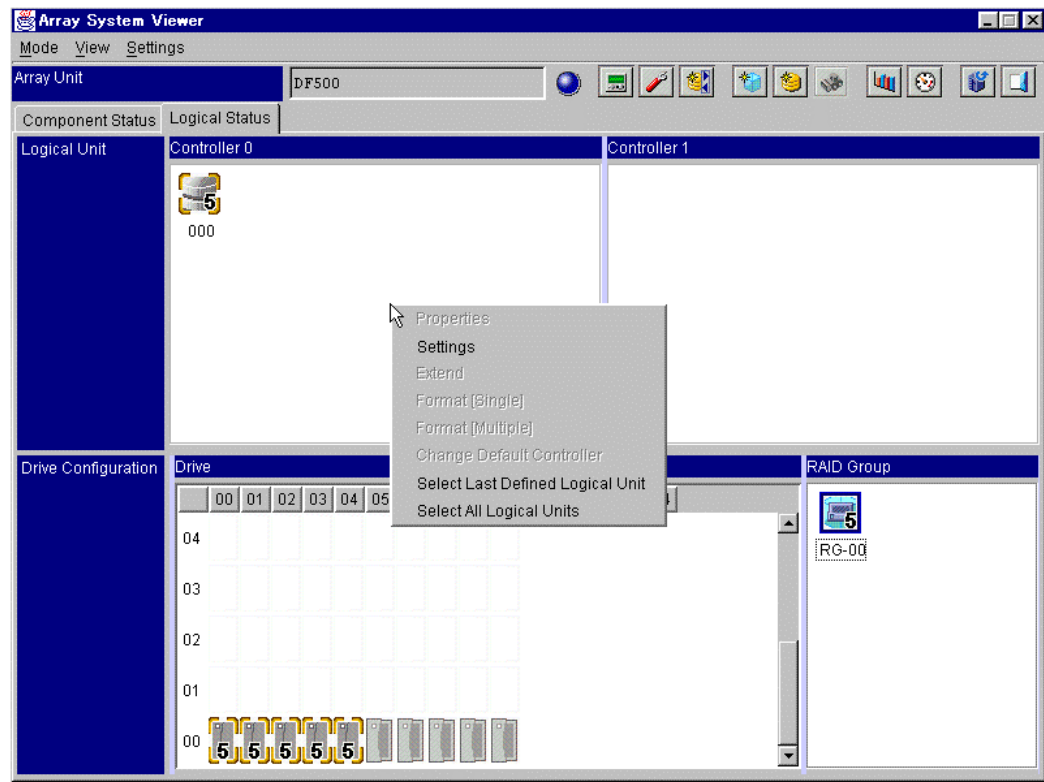 Array System Viewer
Mode View Settings
Array Unit DF500
Component Status Logical Status
Logical Unit Controller 0 Controller 1
5
000
Properties
Settings
Extend
Format [Single]
Format [Multiple]
Change Default Controller
Select Last Defined Logical Unit
Select All Logical Units
Drive Configuration Drive RAID Group
00 01 02 03 04 05
5
RG-00
04
03
02
01
00 5 5 5 5 5